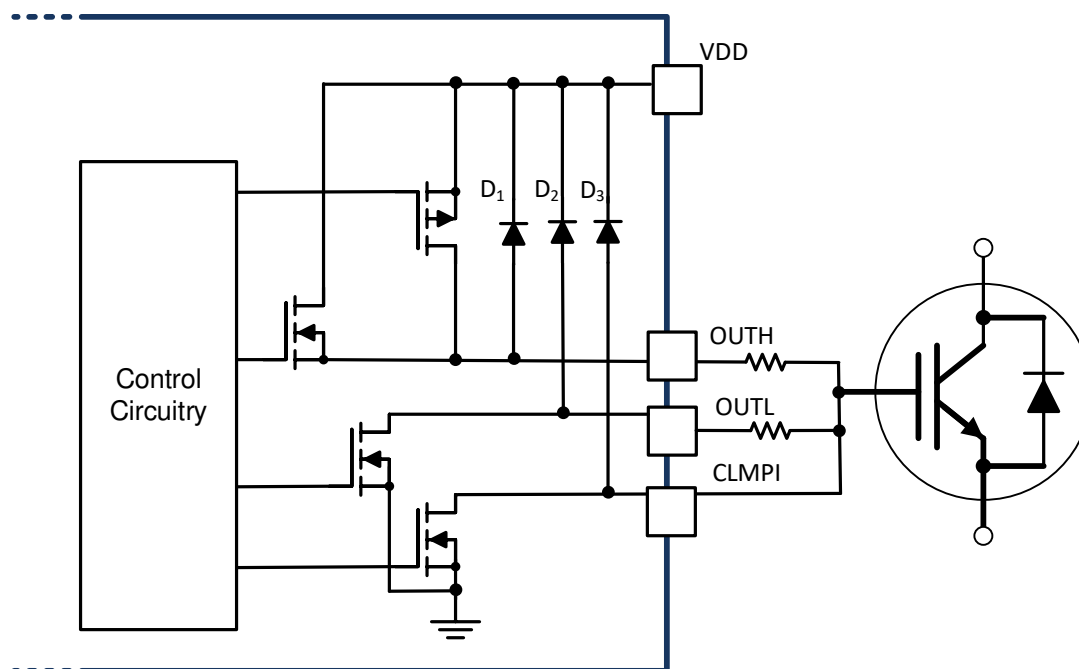 VDD
D₁
D₂
D₃
Control
Circuitry
OUTH
OUTL
CLMPI